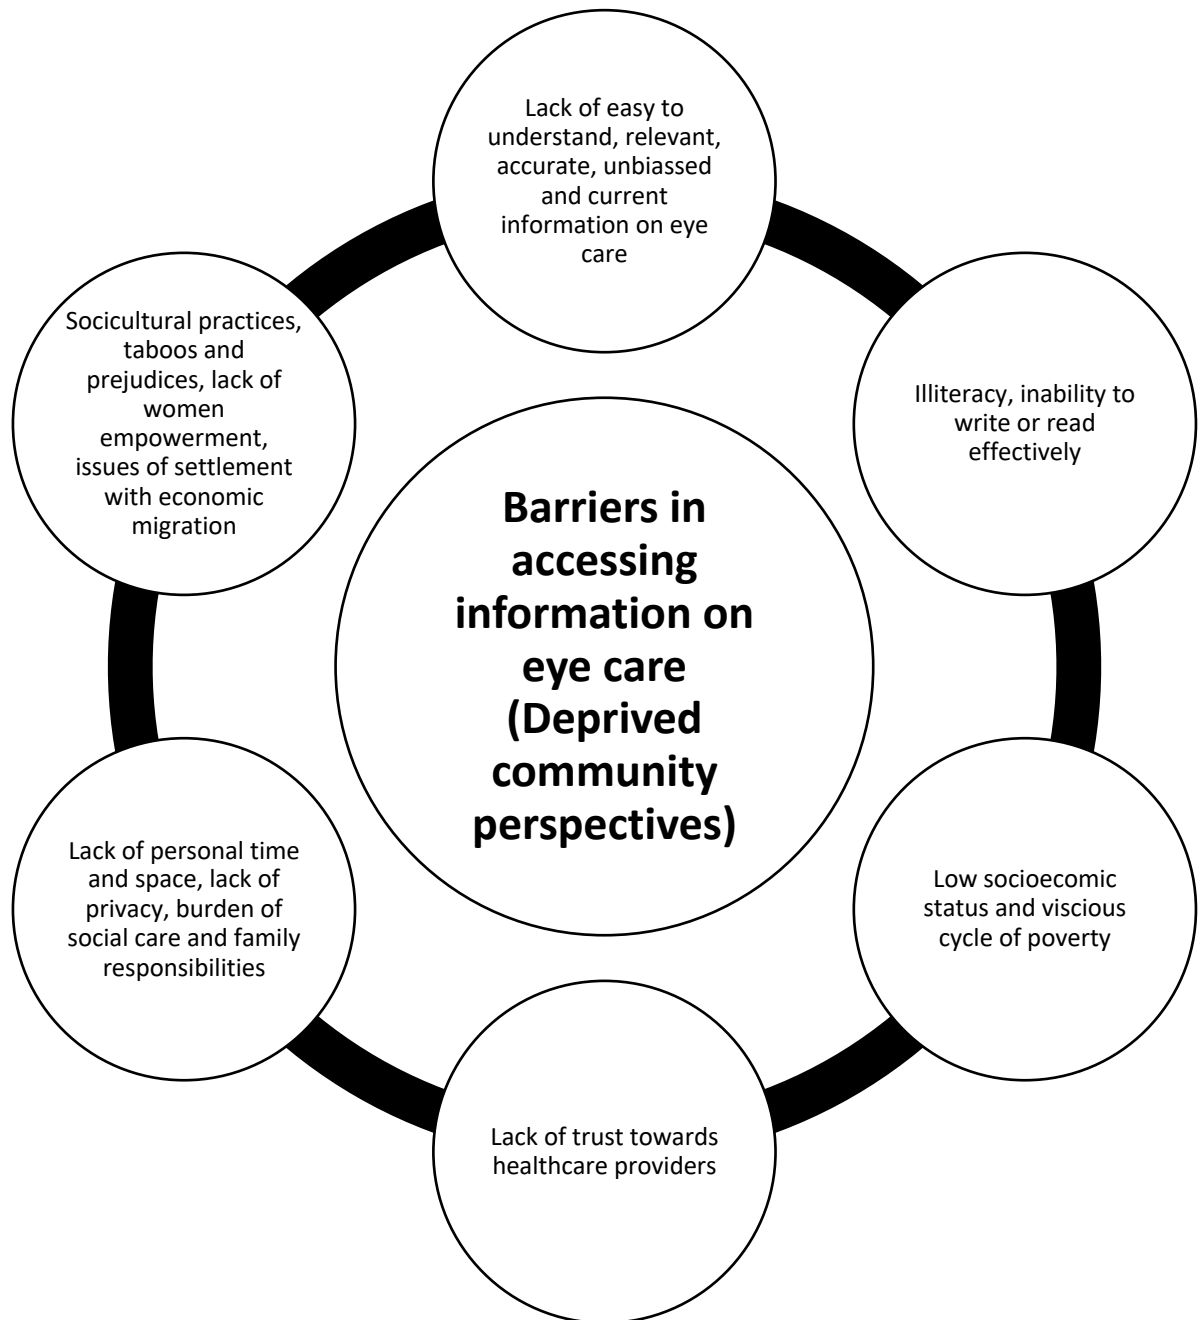 Lack of easy to
understand, relevant,
accurate, unbiassed
and current
information on eye
care
Illiteracy, inability to
write or read
effectively
Low socioecomic
status and viscious
cycle of poverty
Lack of trust towards
healthcare providers
Lack of personal time
and space, lack of
privacy, burden of
social care and family
responsibilities
Socicultural practices,
taboos and
prejudices, lack of
women
empowerment,
issues of settlement
with economic
migration
Barriers in
accessing
information on
eye care
(Deprived
community
perspectives)